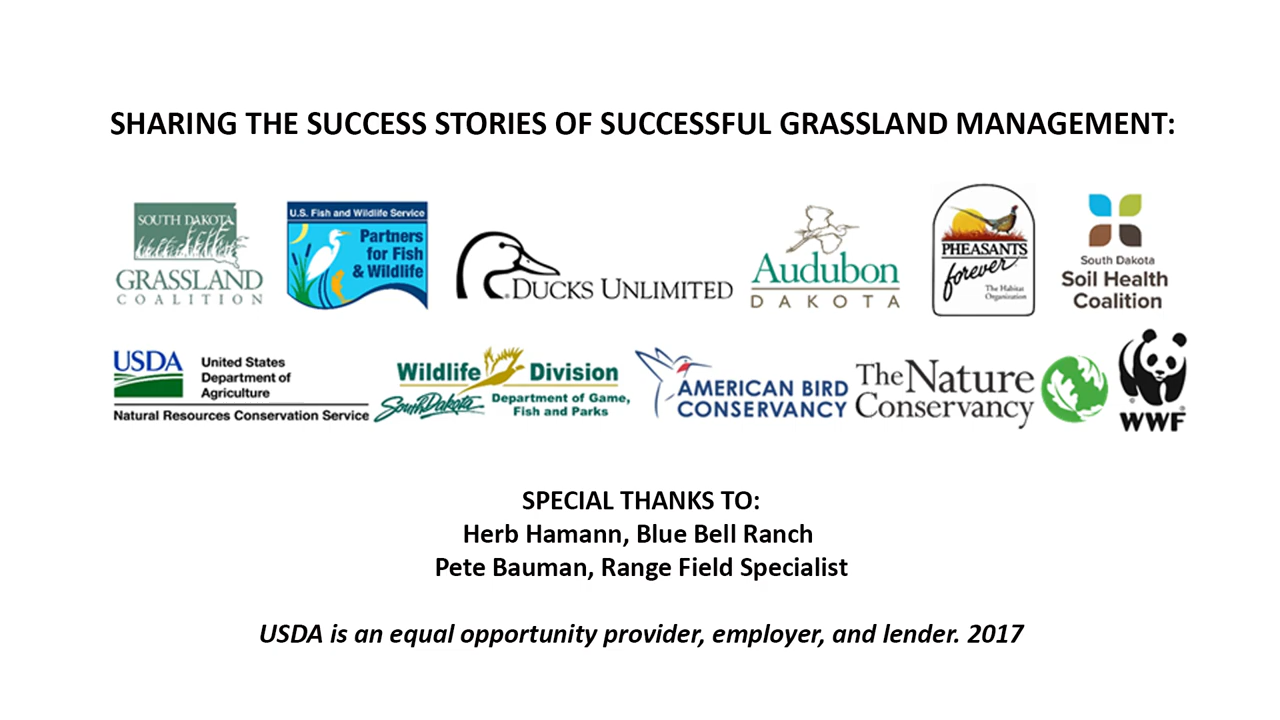 SHARING THE SUCCESS STORIES OF SUCCESSFUL GRASSLAND MANAGEMENT:
SOUTH DAKOTA
GRASSLAND
COALITION
U.S. Fish and Wildlife Service
Partners
for Fish
& Wildlife
DUCKS UNLIMITED
Audubon
DAKOTA
PHEASANTS
forever
The Habitat
Organization
South Dakota
Soil Health
Coalition
USDA
United States
Department of
Agriculture
Natural Resources Conservation Service
Wildlife Division
South Dakota
Department of Game,
Fish and Parks
AMERICAN BIRD
CONSERVANCY
The Nature
Conservancy
WWF
SPECIAL THANKS TO:
Herb Hamann, Blue Bell Ranch
Pete Bauman, Range Field Specialist
USDA is an equal opportunity provider, employer, and lender. 2017